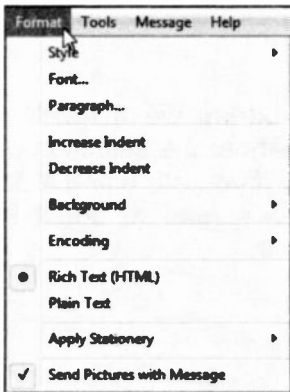 Format Tools Message Help
Style
Font...
Paragraph...
Increase Indent
Decrease Indent
Background
Encoding
Rich Text (HTML)
Plain Text
Apply Stationery
Send Pictures with Message